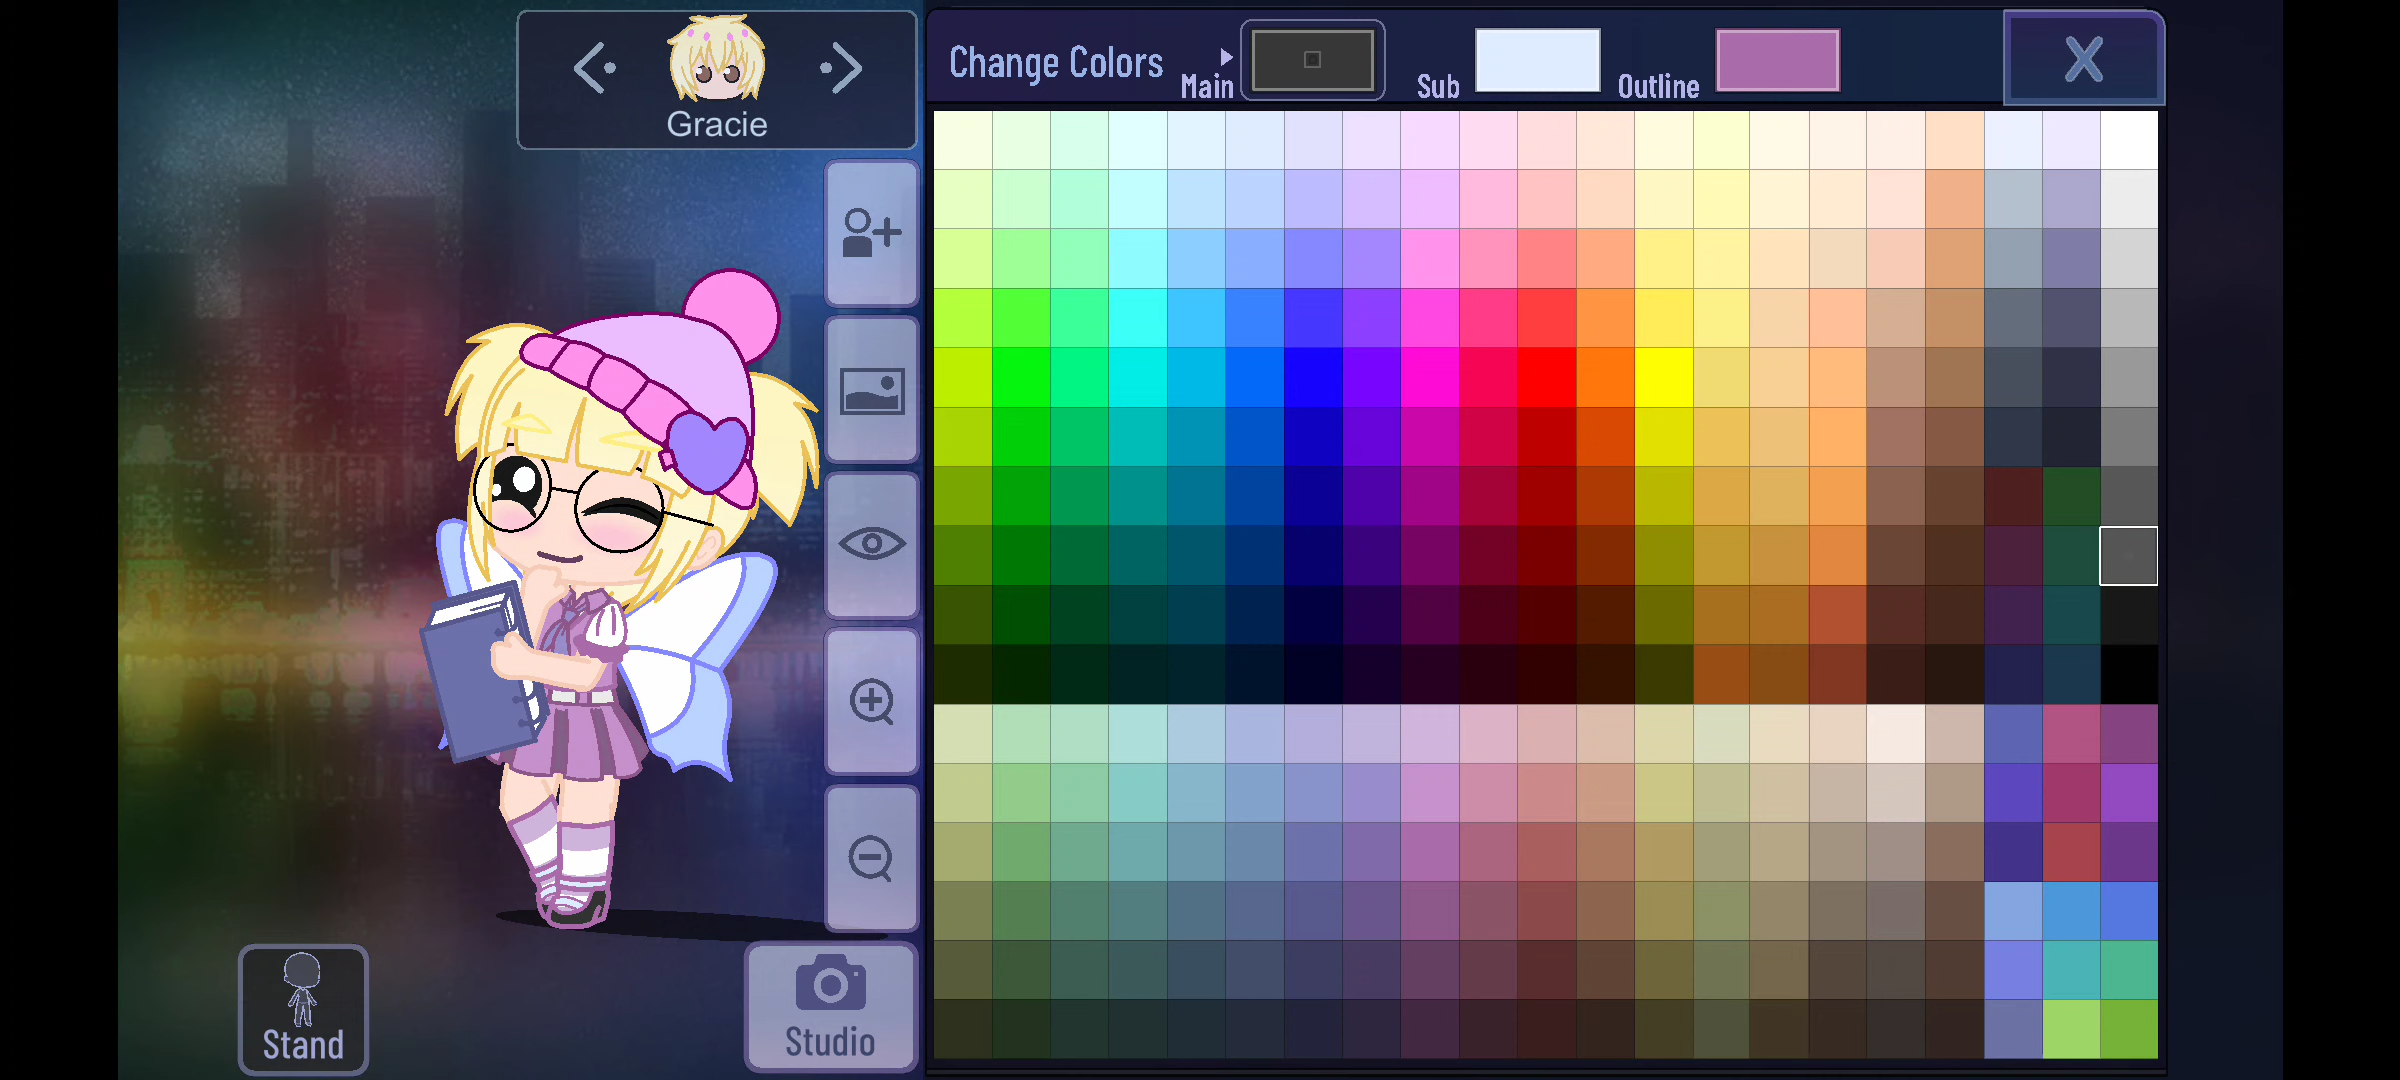 Gracie
Change Colors
Main
Sub
Outline
X
Stand
Studio